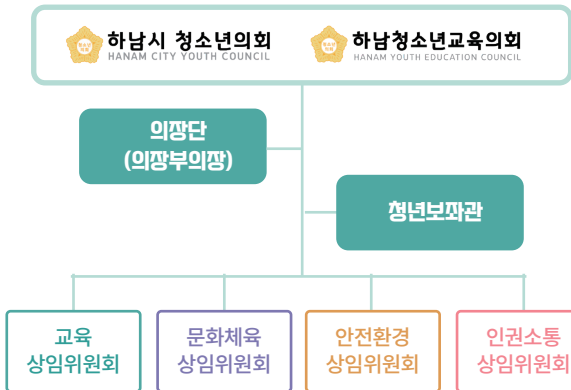 하남시 청소년의회
HANAM CITY YOUTH COUNCIL
하남청소년교육의회
HANAM YOUTH EDUCATION COUNCIL
의장단
(의장부의장)
청년보좌관
교육
상임위원회
문화체육
상임위원회
안전환경
상임위원회
인권소통
상임위원회